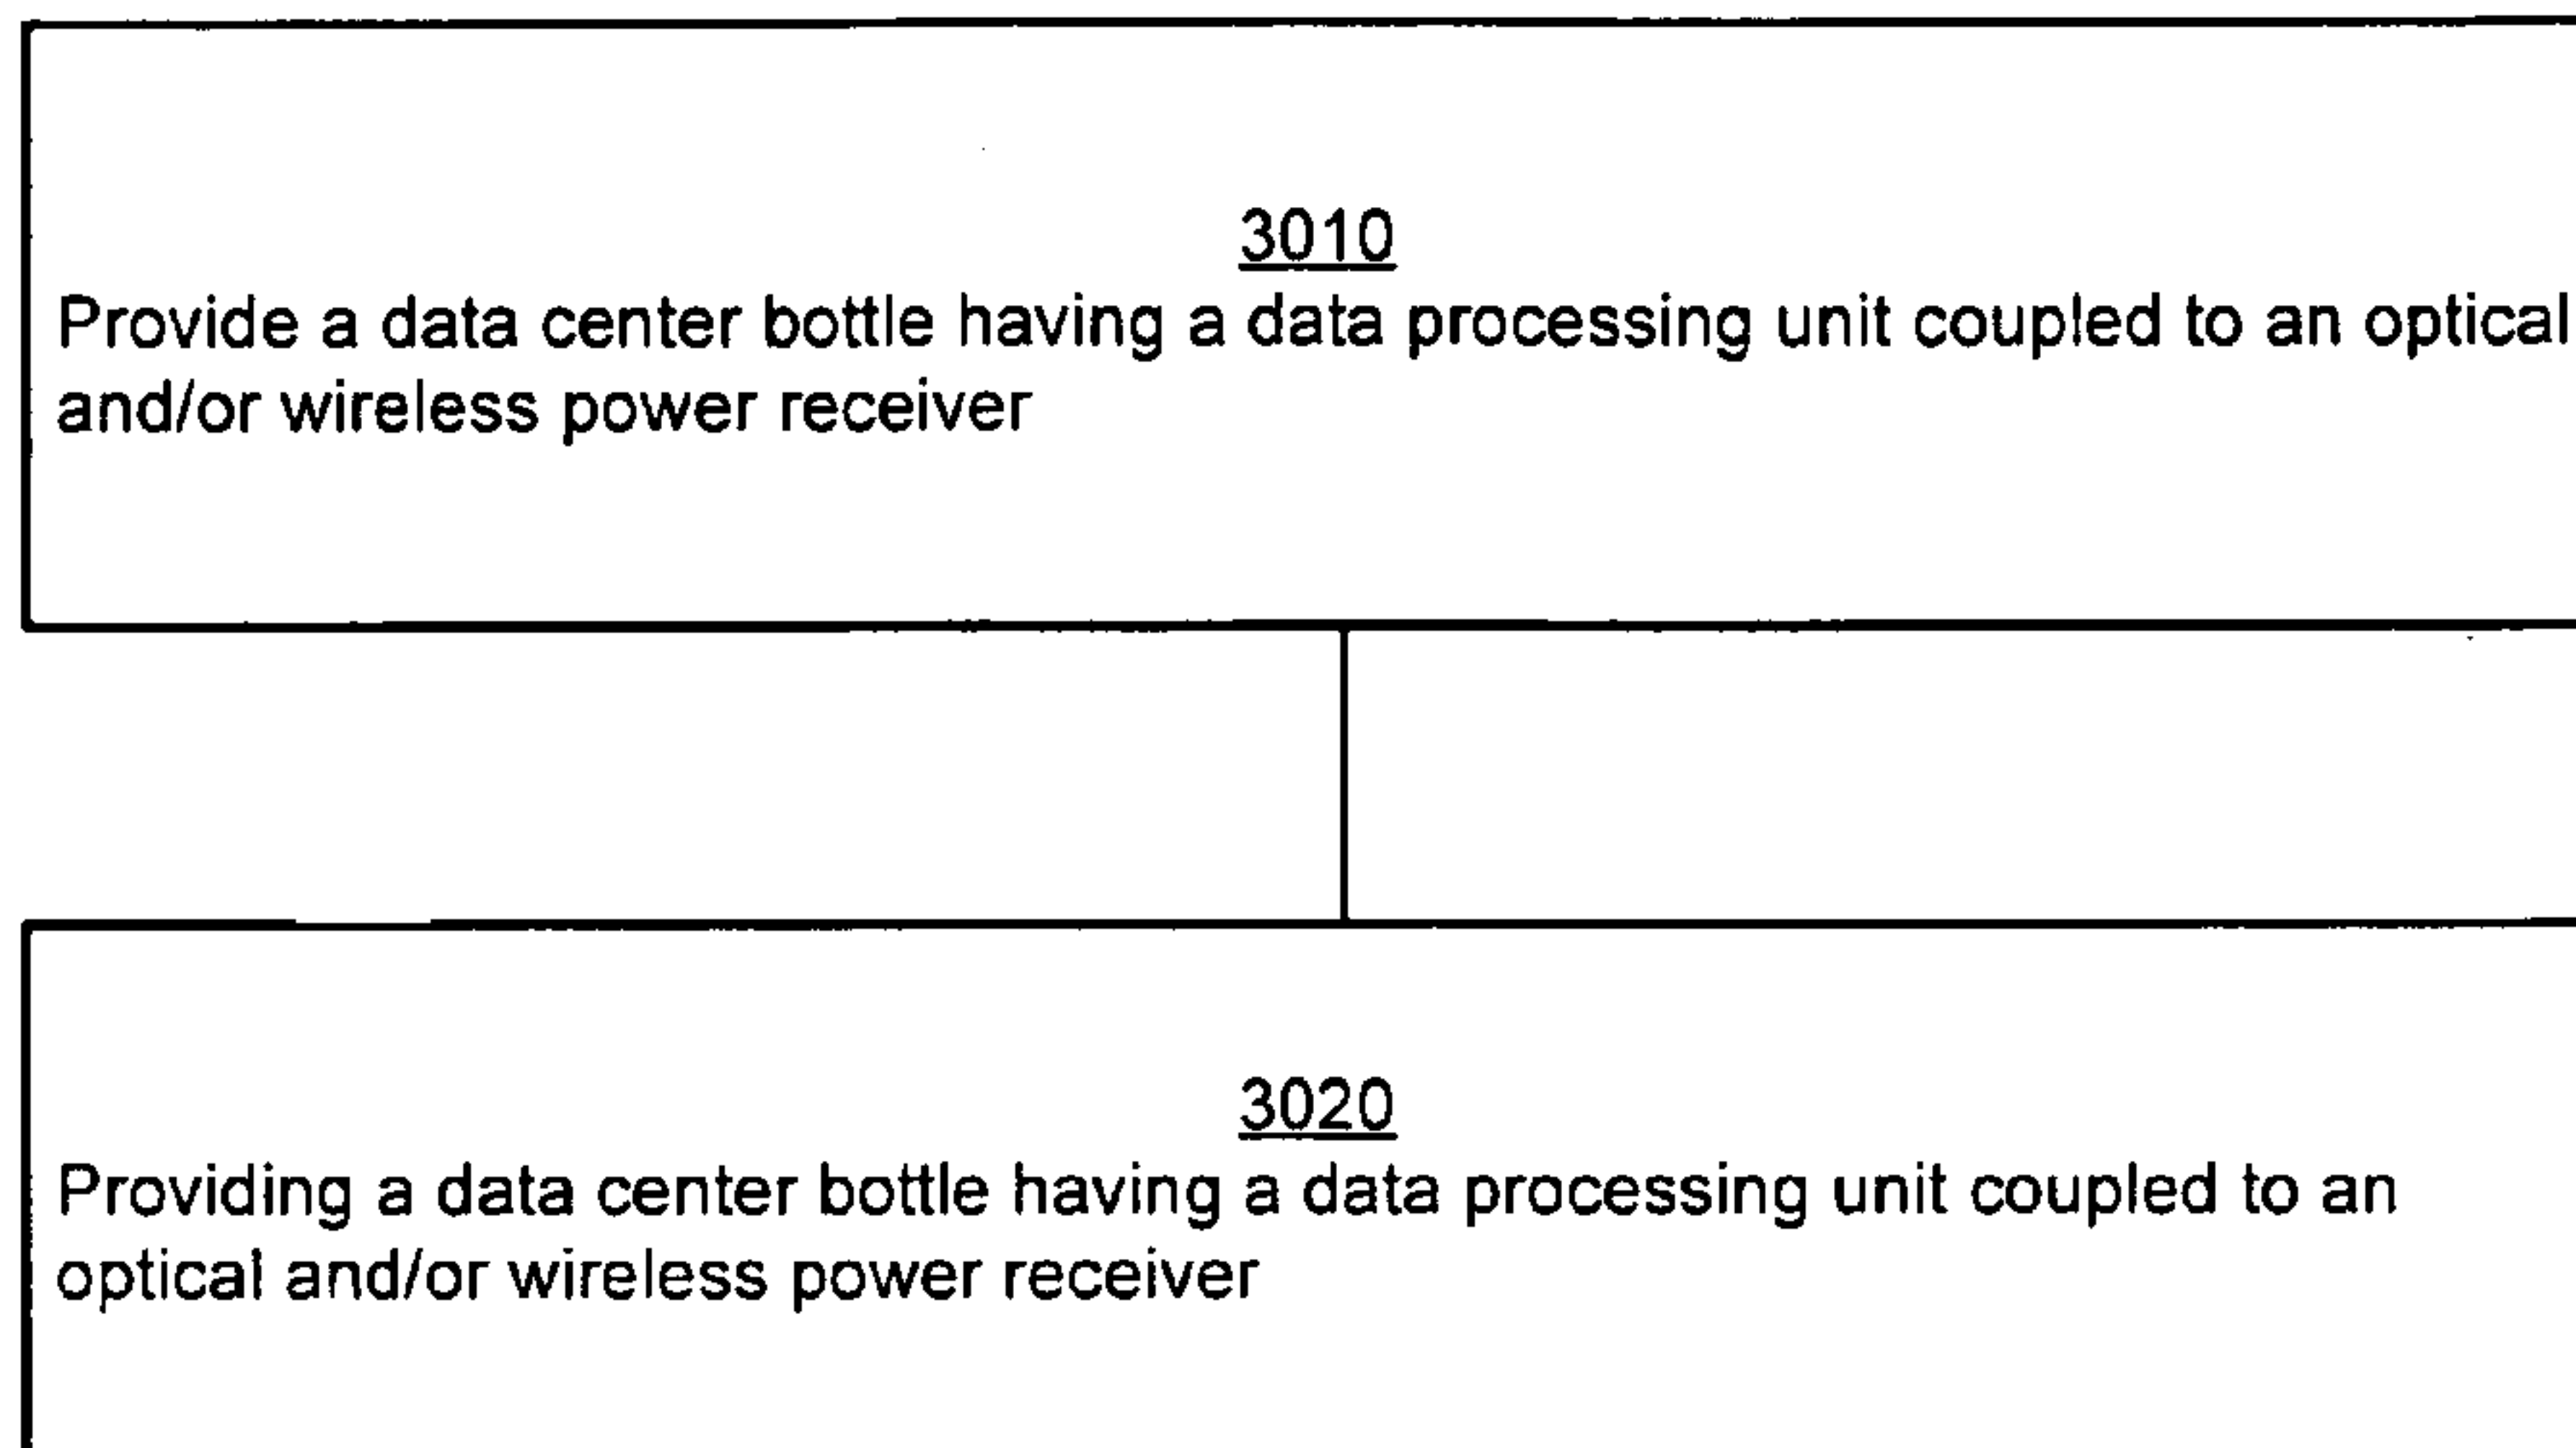 3010
Provide a data center bottle having a data processing unit coupled to an optical
and/or wireless power receiver
3020
Providing a data center bottle having a data processing unit coupled to an
optical and/or wireless power receiver